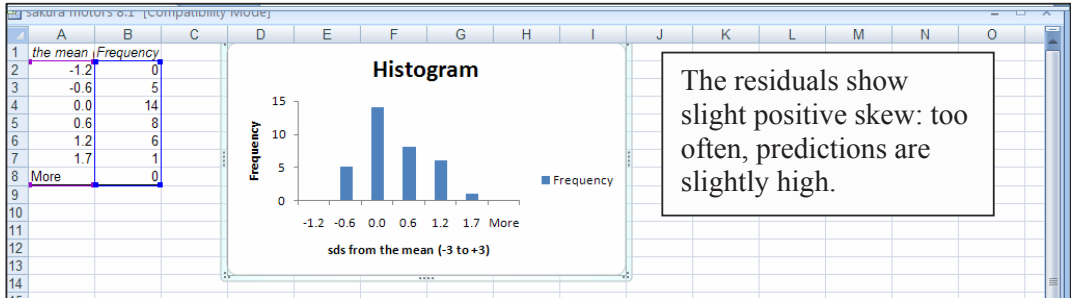 sakura motors 8.1 [Compatibility Mode]
A B C D E F G H I J K L M N O
1 the mean Frequency
2 -1.2 0
3 -0.6 5
4 0.0 14
5 0.6 8
6 1.2 6
7 1.7 1
8 More 0
9
10
11
12
13
14
Histogram
15
10
5
0
Frequency
-1.2 -0.6 0.0 0.6 1.2 1.7 More
sds from the mean (-3 to +3)
Frequency
The residuals show
slight positive skew: too
often, predictions are
slightly high.